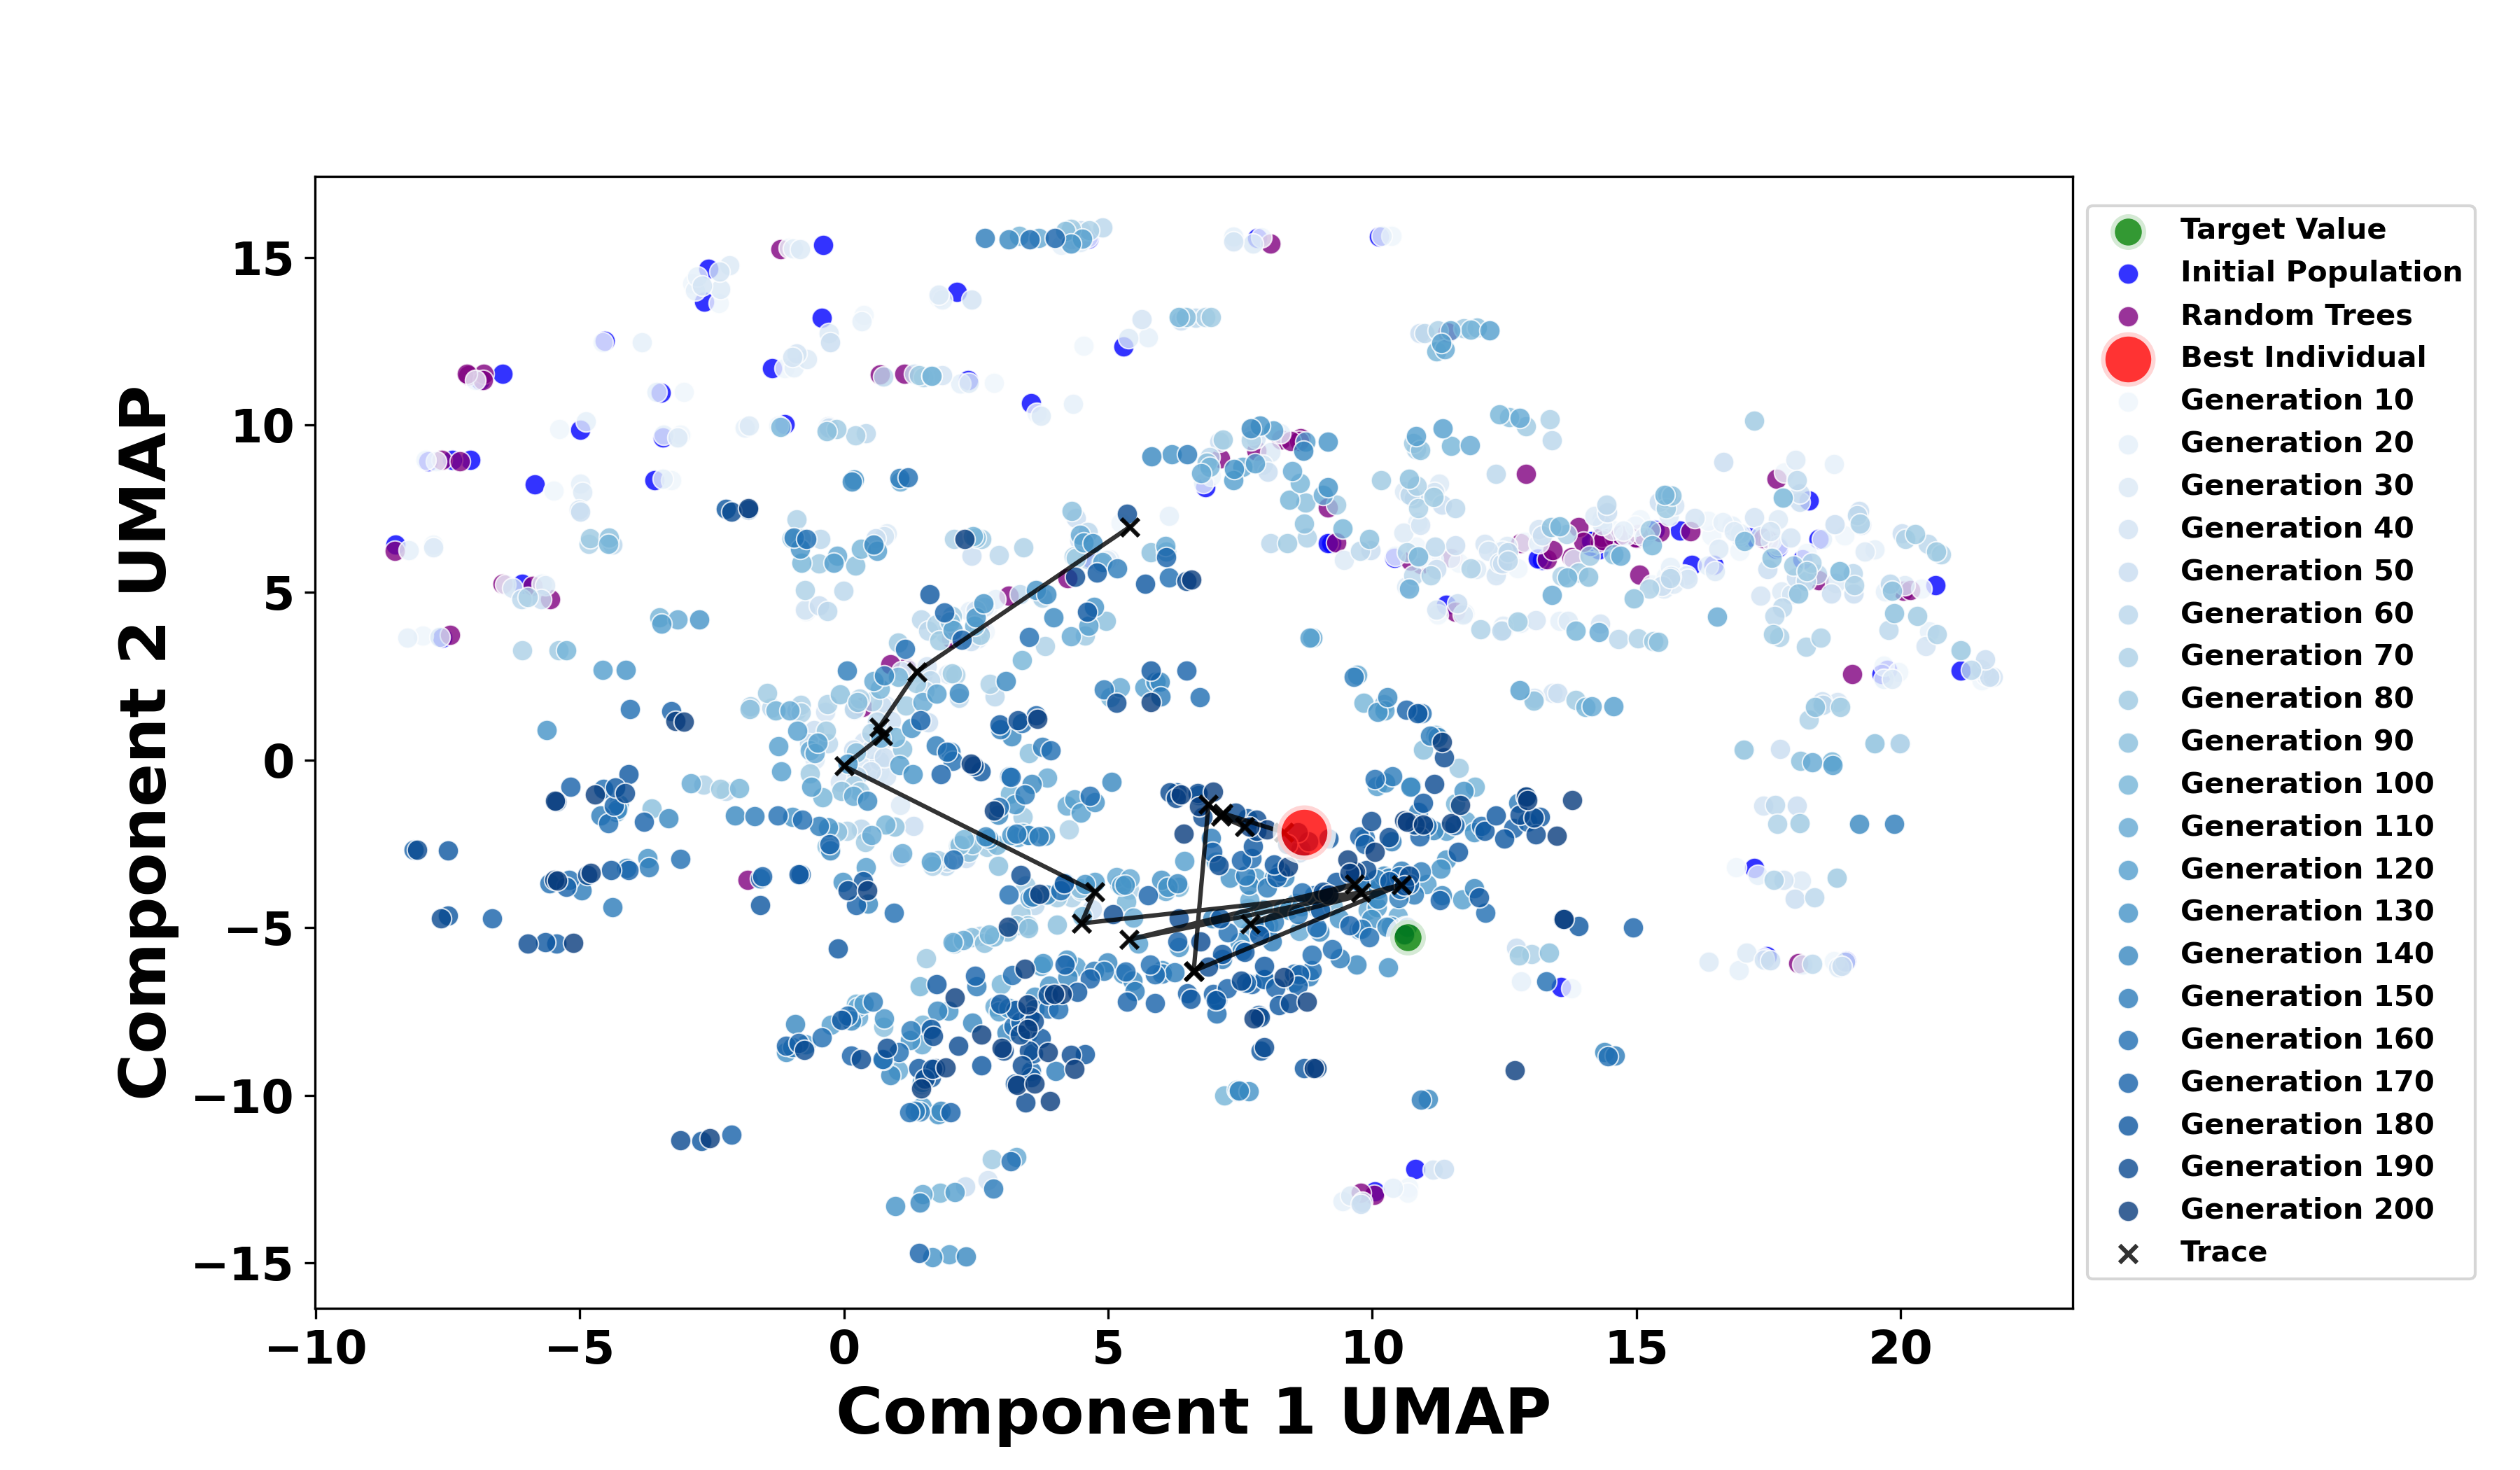 15
10
5
0
−5
−10
−15
Component 2 UMAP
−10
−5
0
5
10
15
20
Component 1 UMAP
Target Value
Initial Population
Random Trees
Best Individual
Generation 10
Generation 20
Generation 30
Generation 40
Generation 50
Generation 60
Generation 70
Generation 80
Generation 90
Generation 100
Generation 110
Generation 120
Generation 130
Generation 140
Generation 150
Generation 160
Generation 170
Generation 180
Generation 190
Generation 200
Trace